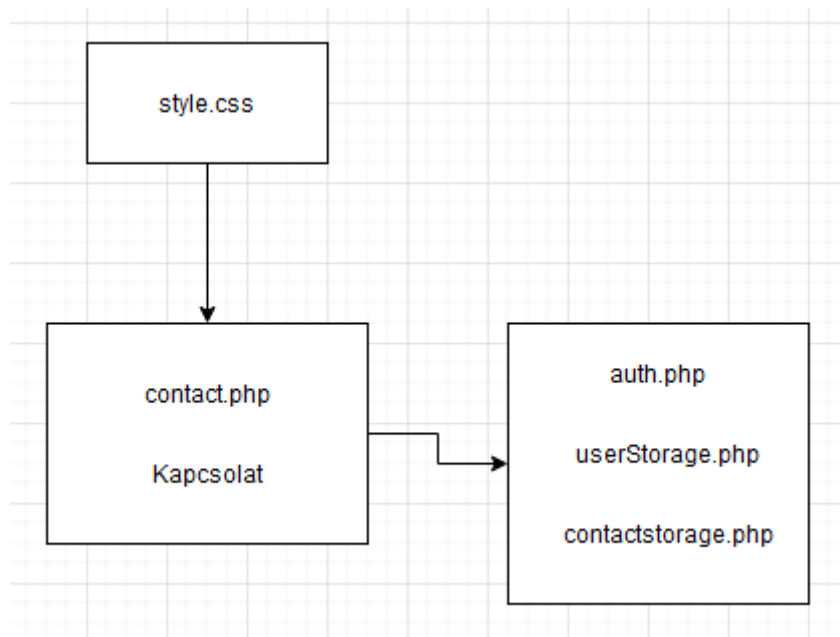 style.css
contact.php
Kapcsolat
auth.php
userStorage.php
contactstorage.php